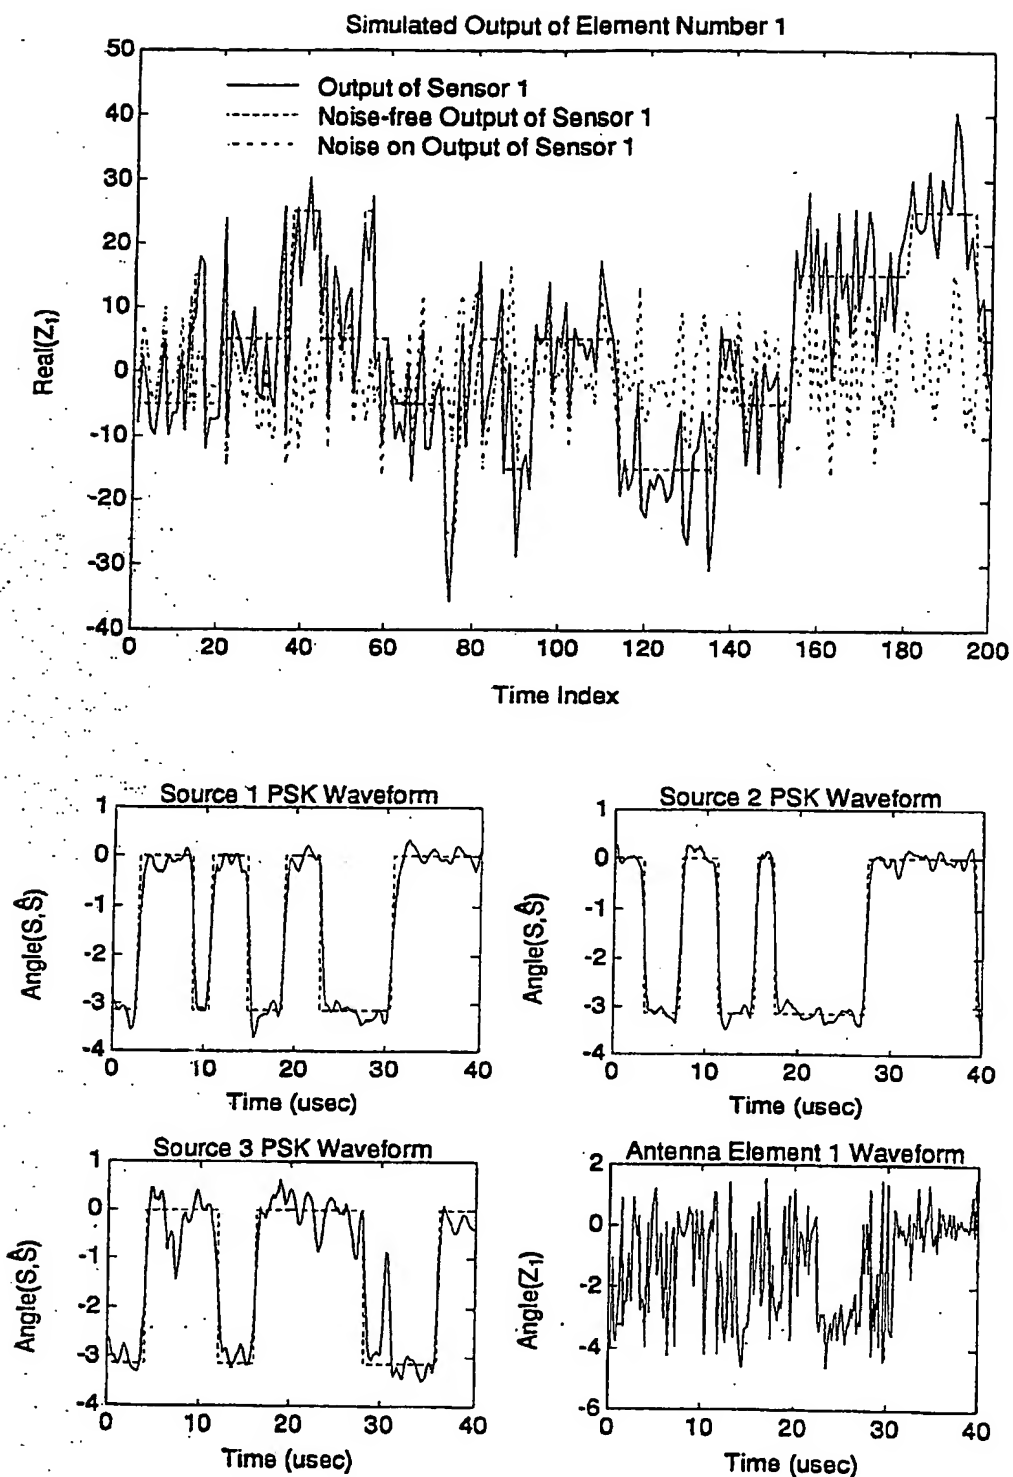 Simulated Output of Element Number 1
50
40
30
20
10
0
-10
-20
-30
-40
Real(Z₁)
Output of Sensor 1
Noise-free Output of Sensor 1
Noise on Output of Sensor 1
0 20 40 60 80 100 120 140 160 180 200
Time Index
Source 1 PSK Waveform
1
0
-1
-2
-3
-4
Angle(S,Ŝ)
0 10 20 30 40
Time (usec)
Source 2 PSK Waveform
1
0
-1
-2
-3
-4
Angle(S,Ŝ)
0 10 20 30 40
Time (usec)
Source 3 PSK Waveform
1
0
-1
-2
-3
-4
Angle(S,Ŝ)
0 10 20 30 40
Time (usec)
Antenna Element 1 Waveform
2
0
-2
-4
-6
Angle(Z₁)
0 10 20 30 40
Time (usec)